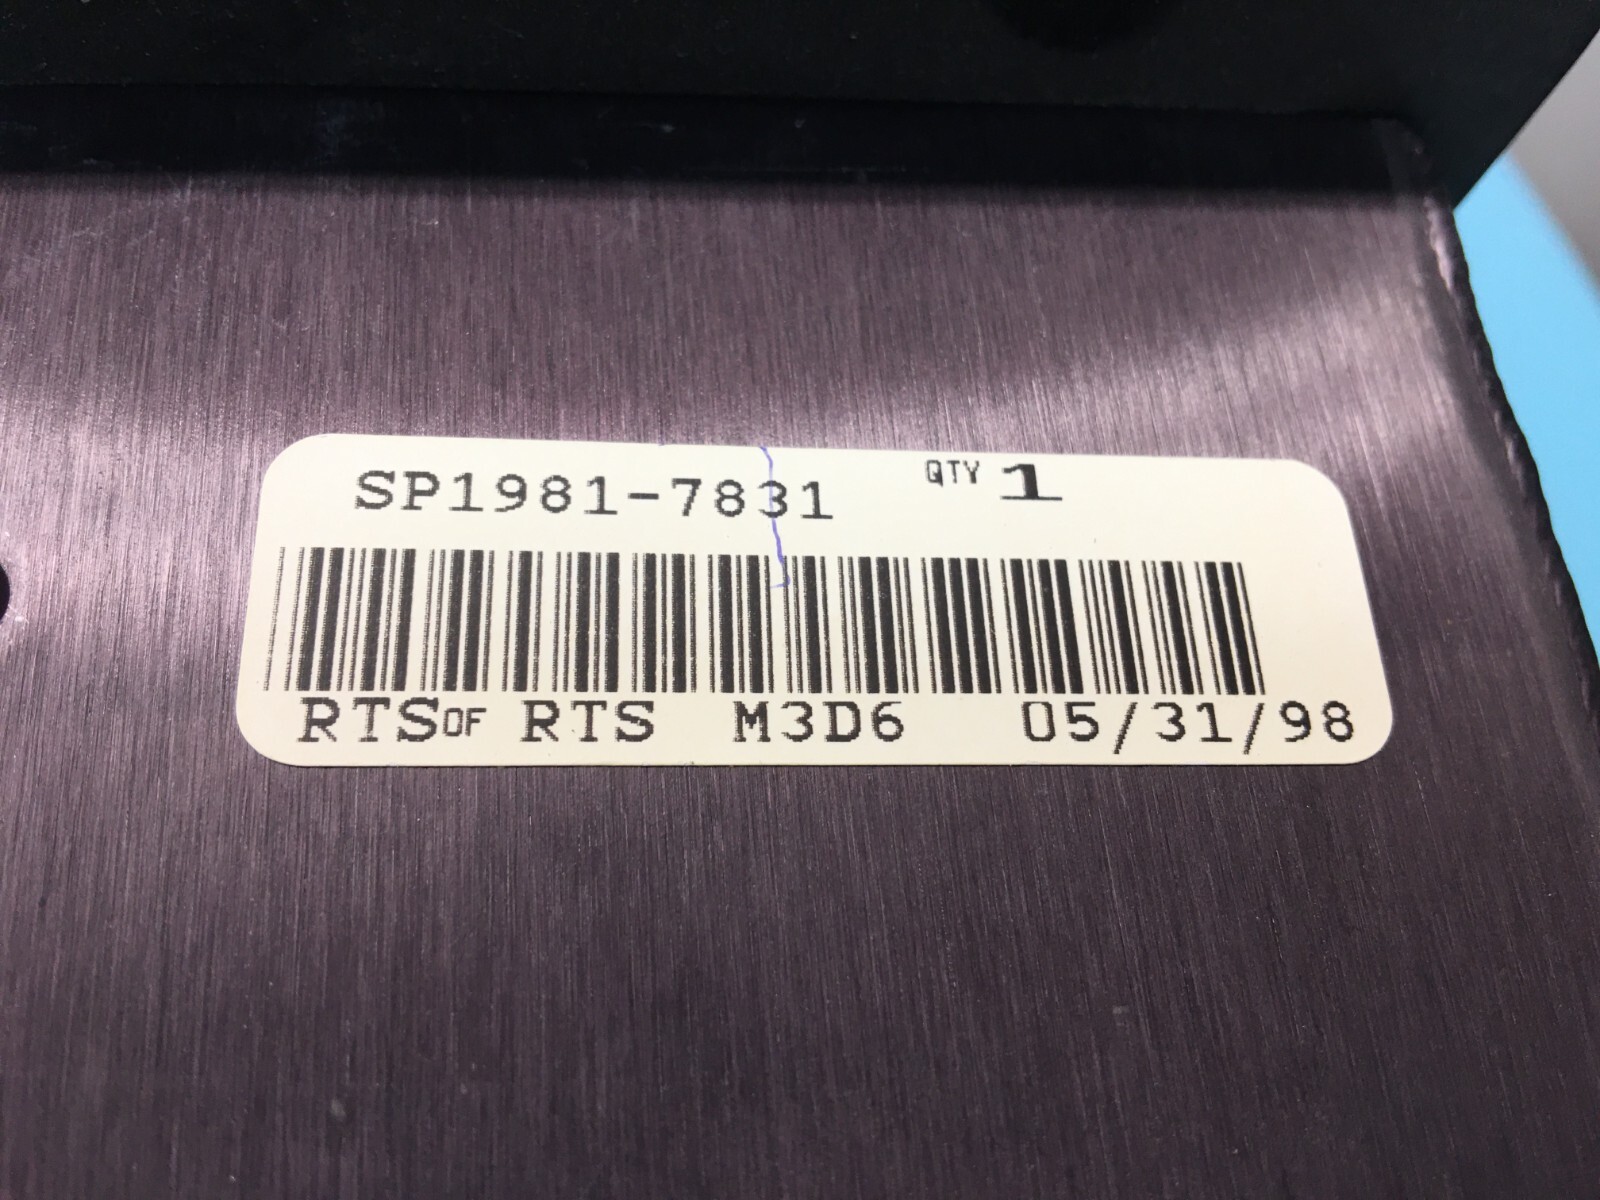 SP1981-7831 QTY 1
RTS OF RTS M3D6 05/31/98